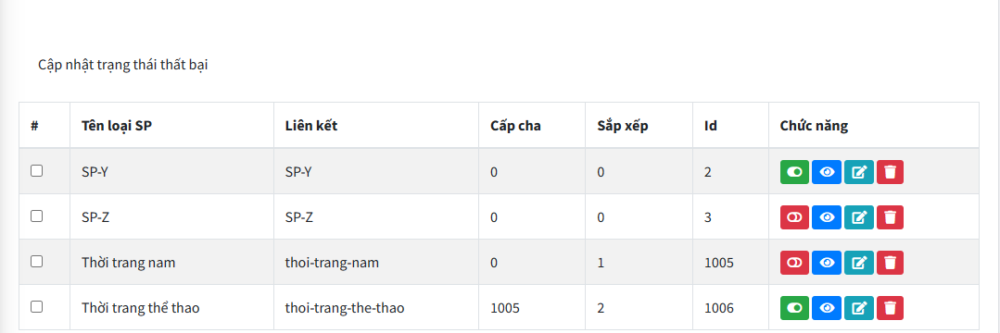 Cập nhật trạng thái thất bại
# Tên loại SP Liên kết Cấp cha Sắp xếp Id Chức năng
SP-Y SP-Y 0 0 2
SP-Z SP-Z 0 0 3
Thời trang nam thoi-trang-nam 0 1 1005
Thời trang thể thao thoi-trang-the-thao 1005 2 1006